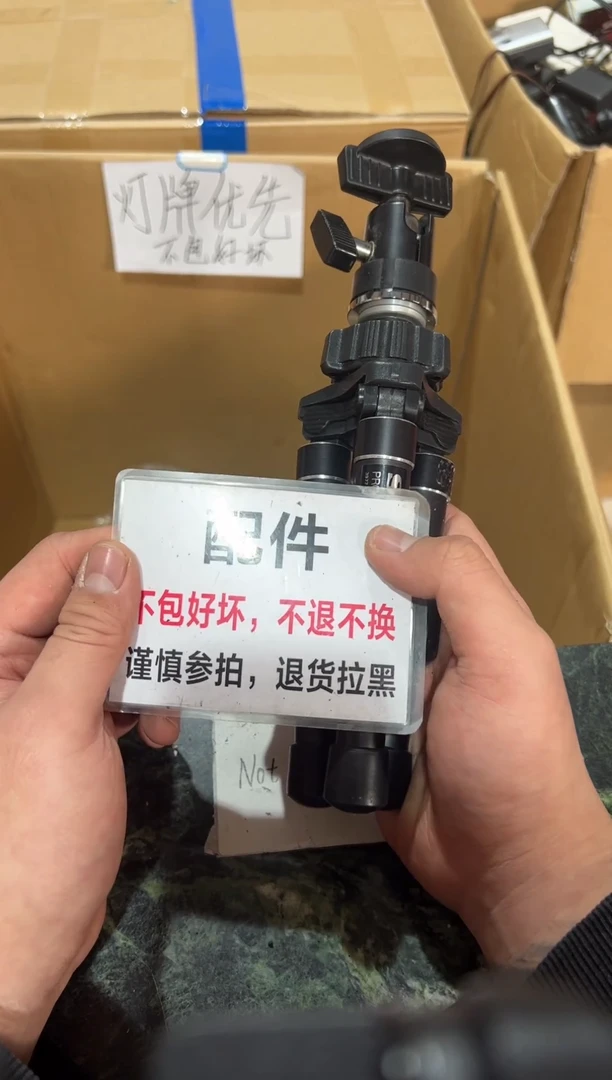 灯牌优先
不包好坏
配件
不包好坏，不退不换
谨慎参拍，退货拉黑
Not